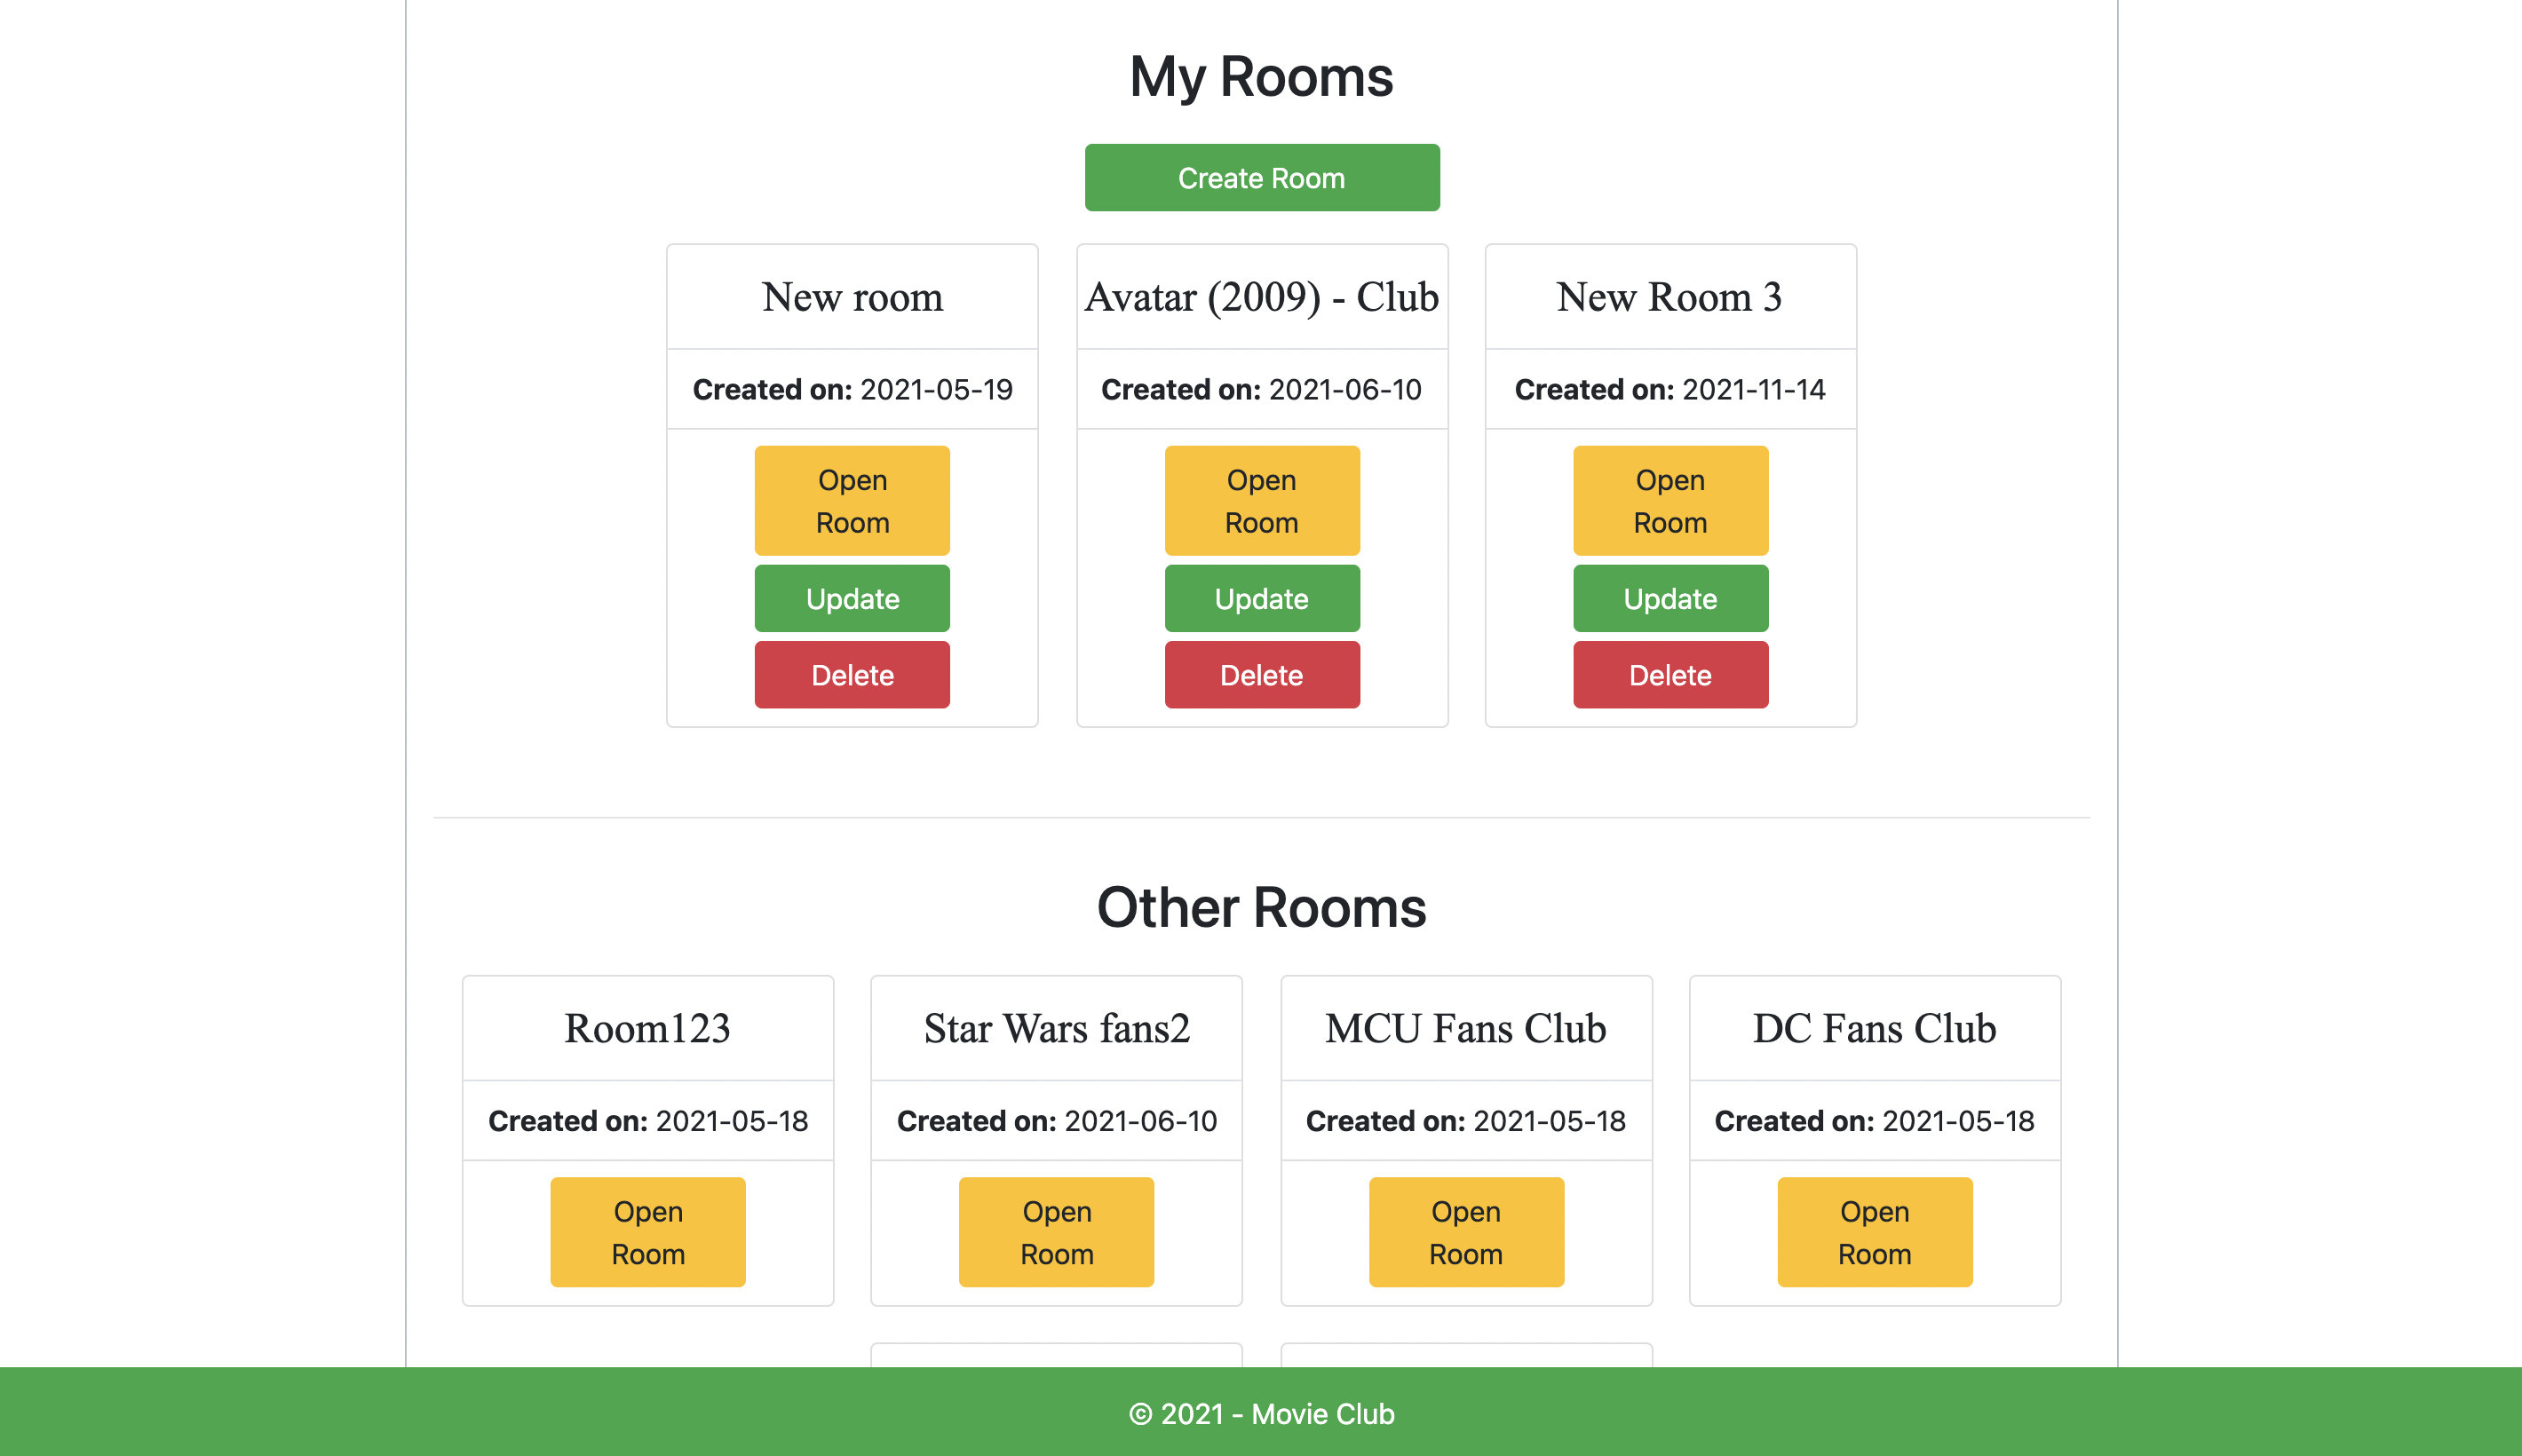 My Rooms
Create Room
New room
Created on: 2021-05-19
Open
Room
Update
Delete
Avatar (2009) - Club
Created on: 2021-06-10
Open
Room
Update
Delete
New Room 3
Created on: 2021-11-14
Open
Room
Update
Delete
Other Rooms
Room123
Created on: 2021-05-18
Open
Room
Star Wars fans2
Created on: 2021-06-10
Open
Room
MCU Fans Club
Created on: 2021-05-18
Open
Room
DC Fans Club
Created on: 2021-05-18
Open
Room
© 2021 - Movie Club